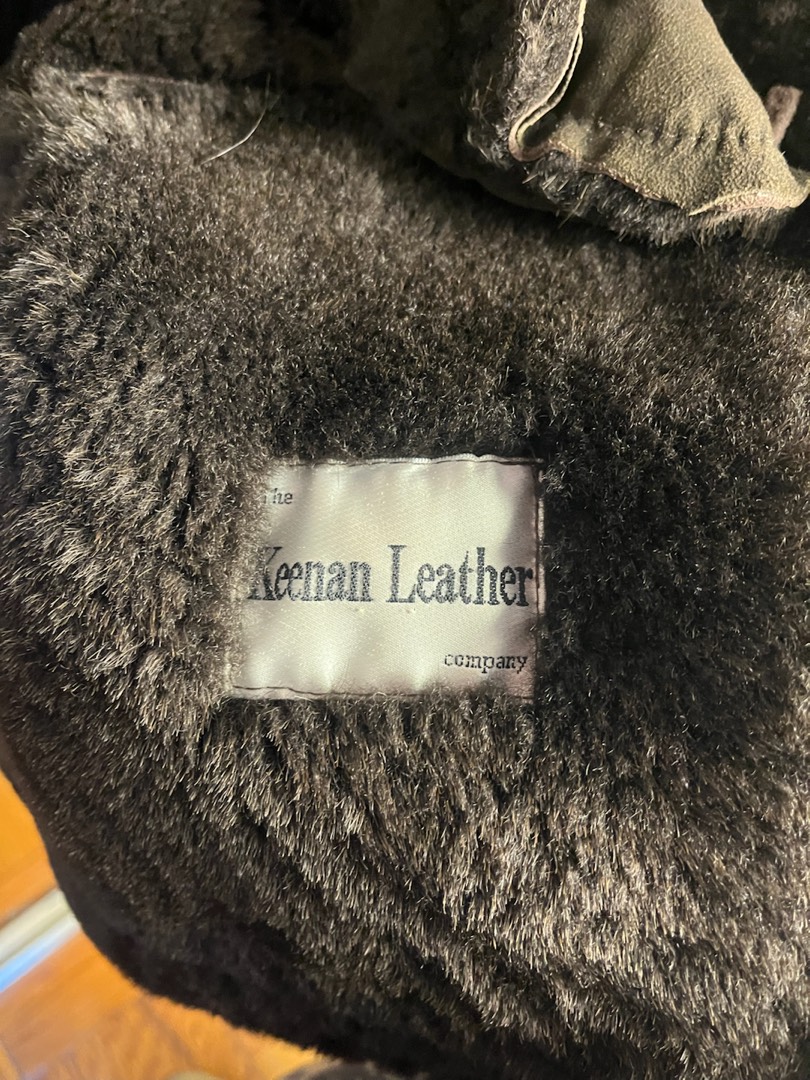 The
Keenan Leather
company